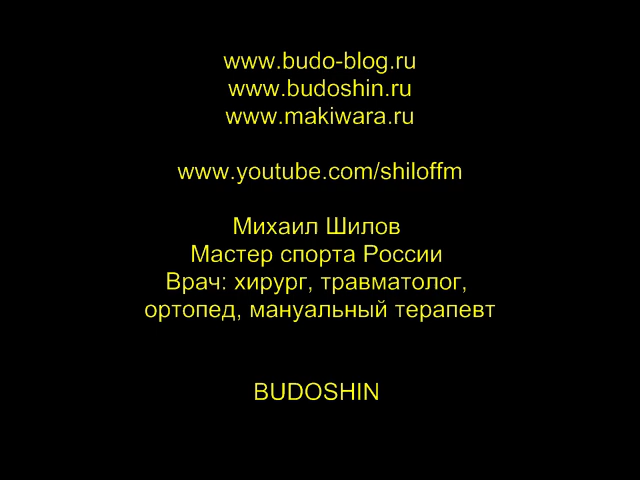 www.budo-blog.ru
www.budoshin.ru
www.makiwara.ru
www.youtube.com/shiloffm
Михаил Шилов
Мастер спорта России
Врач: хирург, травматолог,
ортопед, мануальный терапевт
BUDOSHIN